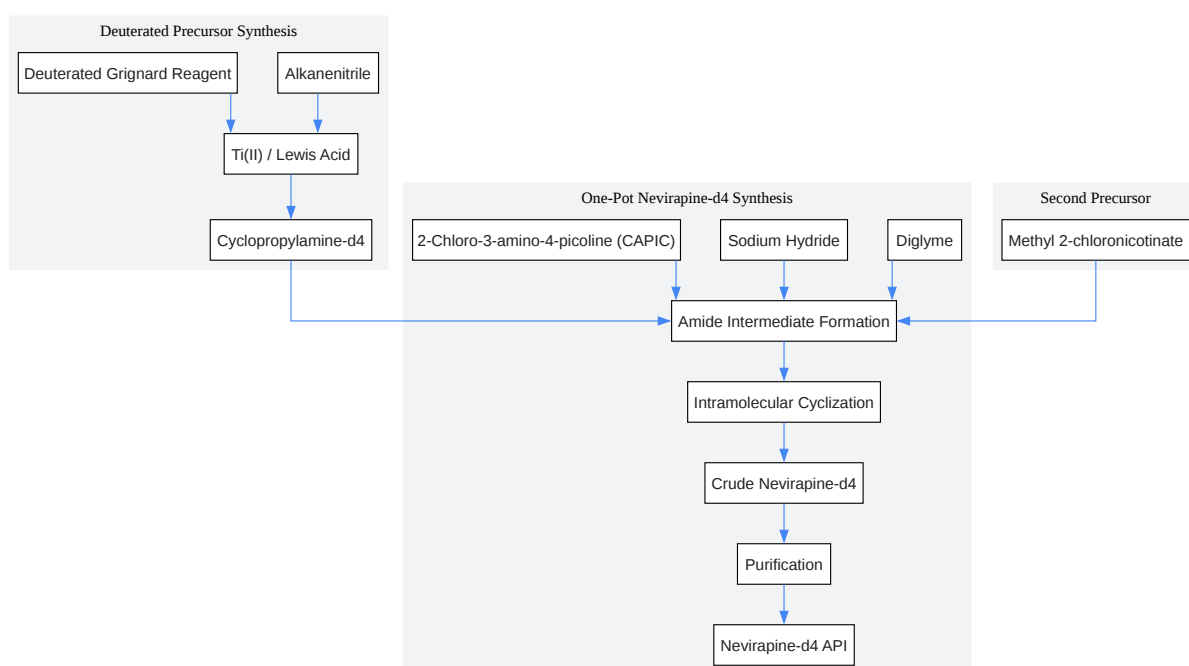 Deuterated Precursor Synthesis
Deuterated Grignard Reagent
Alkanenitrile
Ti(II) / Lewis Acid
Cyclopropylamine-d4
One-Pot Nevirapine-d4 Synthesis
2-Chloro-3-amino-4-picoline (CAPIC)
Sodium Hydride
Diglyme
Second Precursor
Methyl 2-chloronicotinate
Amide Intermediate Formation
Intramolecular Cyclization
Crude Nevirapine-d4
Purification
Nevirapine-d4 API